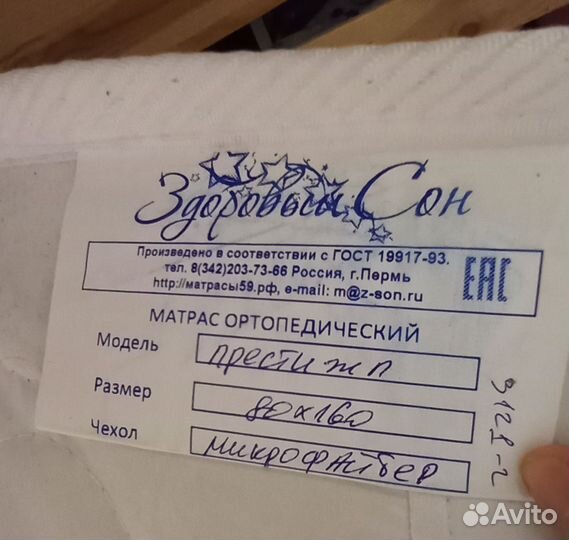 Здоровый Сон
Произведено в соответствии с ГОСТ 19917-93.
тел. 8(342)203-73-66 Россия, г.Пермь
http://матрасы59.рф, e-mail: m@z-son.ru
EAC
МАТРАС ОРТОПЕДИЧЕСКИЙ
Модель престиж п
Размер 80х160
Чехол микрофайбер
Avito